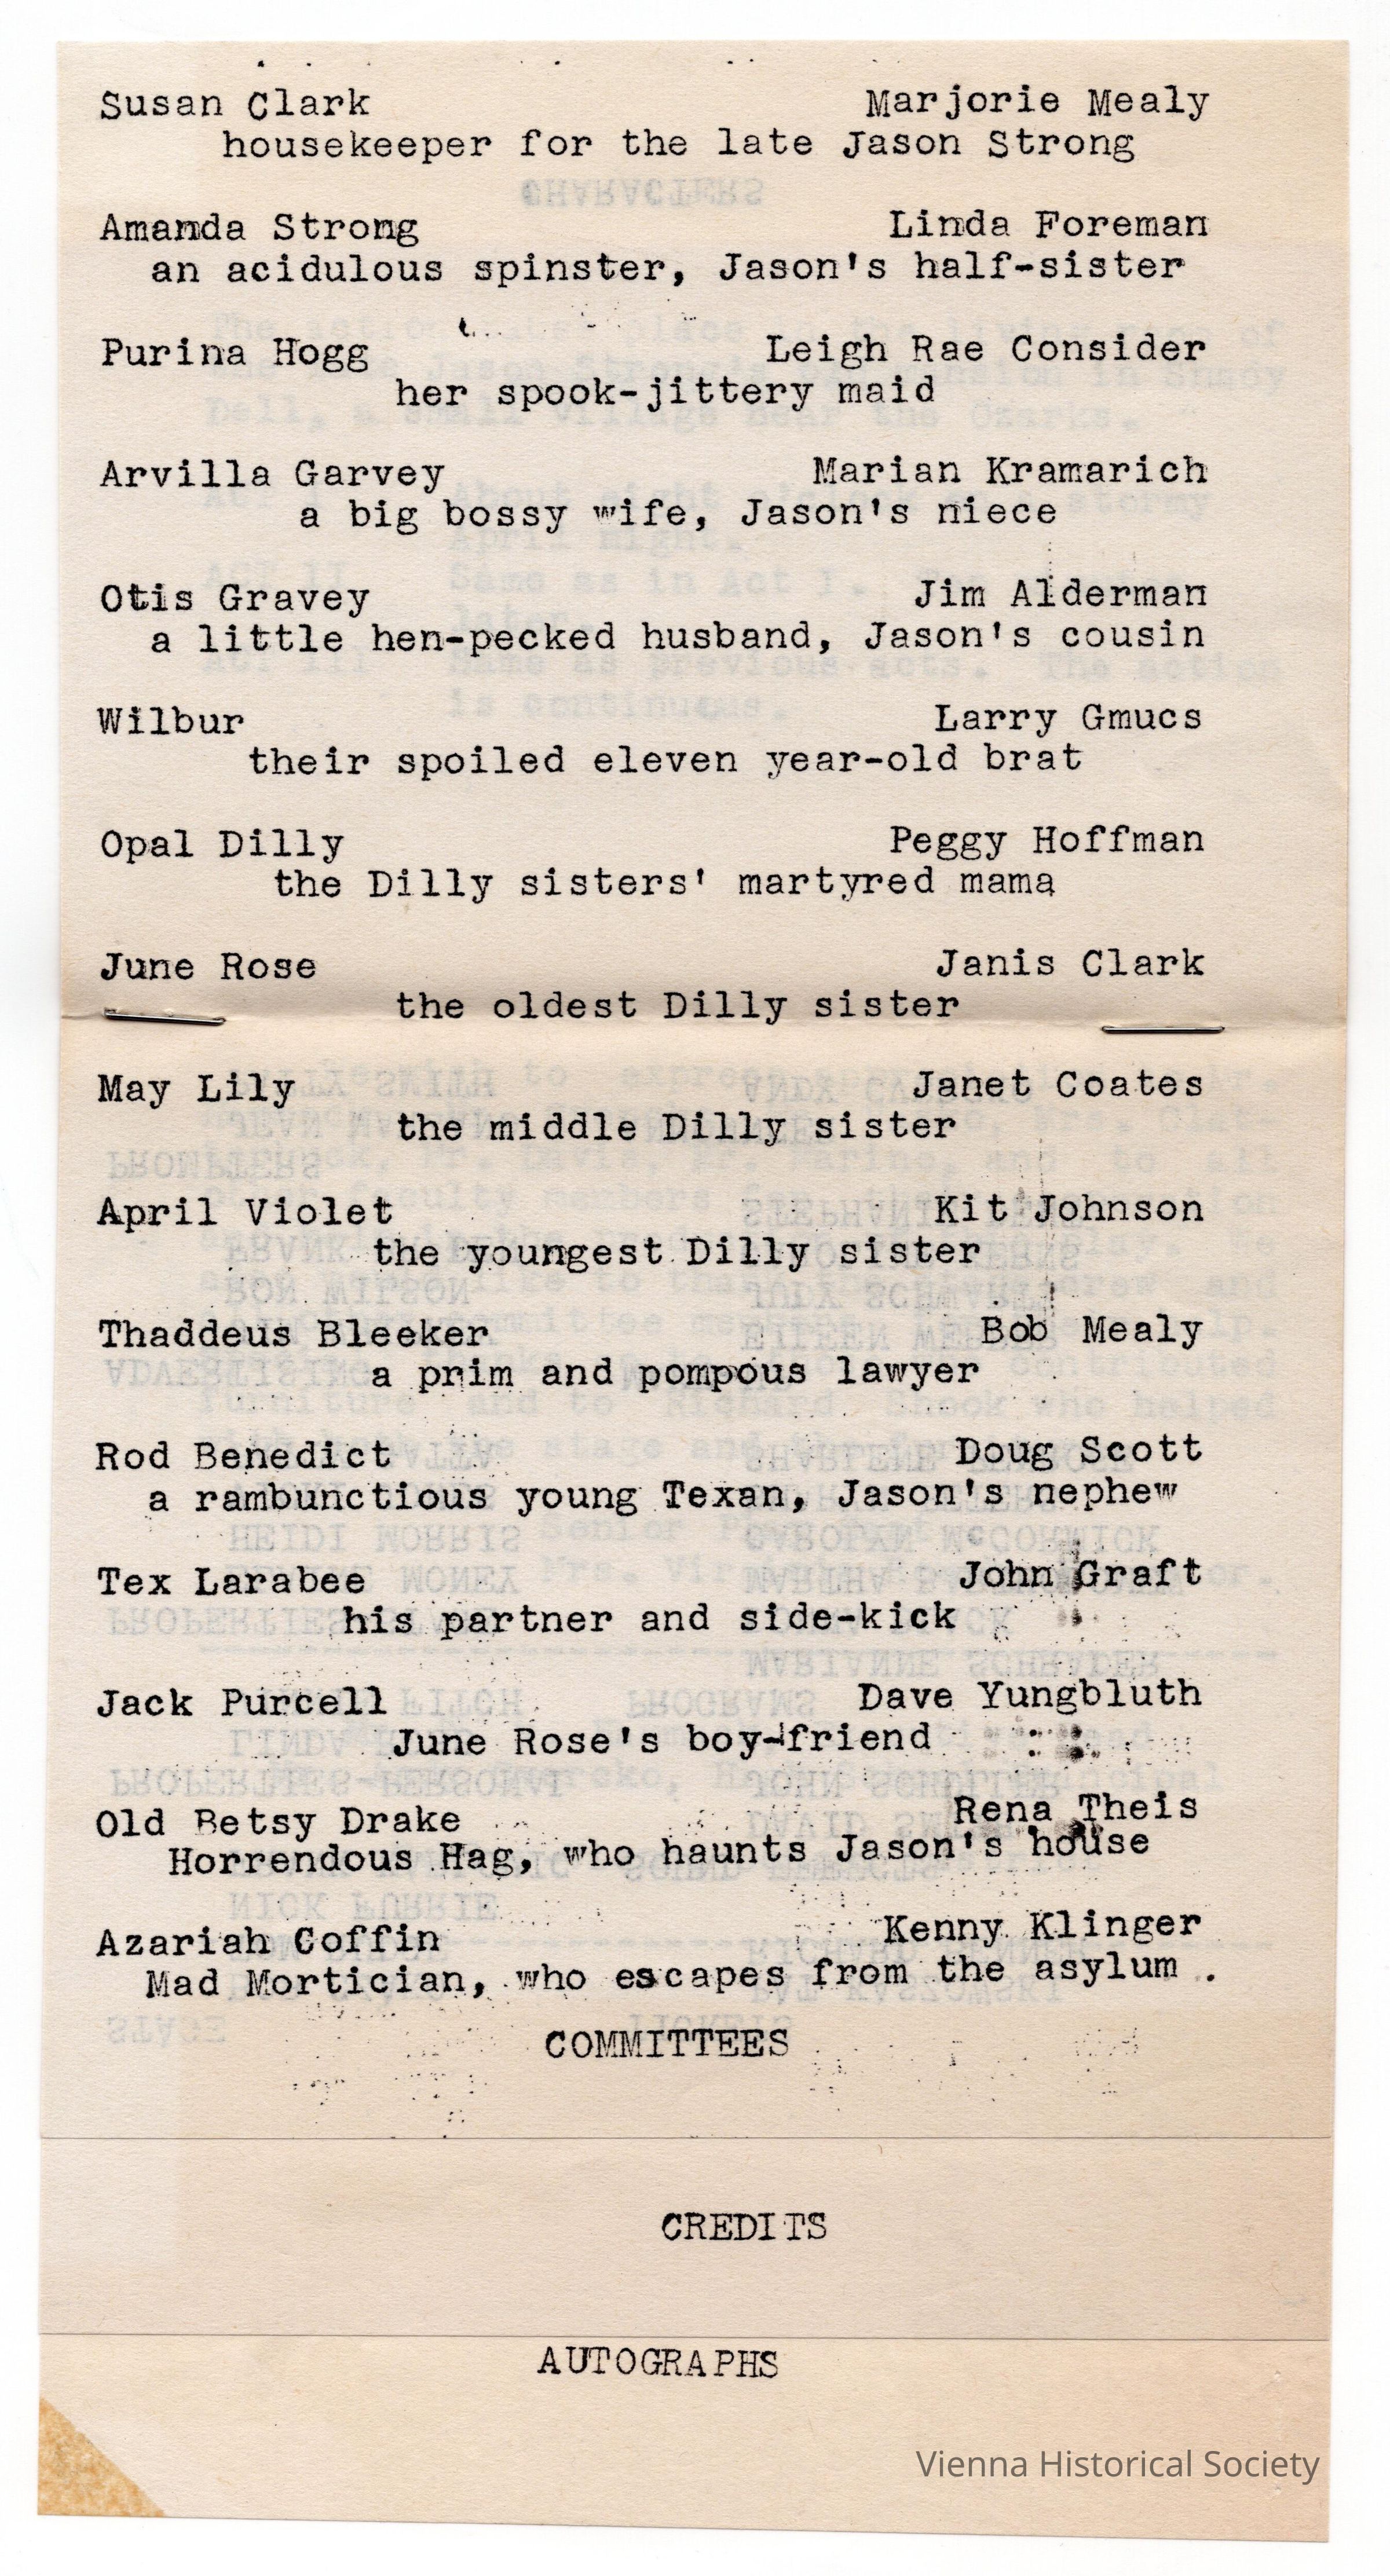 Susan Clark Marjorie Mealy
housekeeper for the late Jason Strong
Amanda Strong Linda Foreman
an acidulous spinster, Jason's half-sister
Purina Hogg Leigh Rae Consider
her spook-jittery maid
Arvilla Garvey Marian Kramarich
a big bossy wife, Jason's niece
Otis Gravey Jim Alderman
a little hen-pecked husband, Jason's cousin
Wilbur Larry Gmucs
their spoiled eleven year-old brat
Opal Dilly Peggy Hoffman
the Dilly sisters' martyred mama
June Rose Janis Clark
the oldest Dilly sister
May Lily Janet Coates
the middle Dilly sister
April Violet Kit Johnson
the youngest Dilly sister
Thaddeus Bleeker Bob Mealy
a prim and pompous lawyer
Rod Benedict Doug Scott
a rambunctious young Texan, Jason's nephew
Tex Larabee John Graft
his partner and side-kick
Jack Purcell Dave Yungbluth
June Rose's boy-friend
Old Betsy Drake Rena Theis
Horrendous Hag, who haunts Jason's house
Azariah Coffin Kenny Klinger
Mad Mortician, who escapes from the asylum .
COMMITTEES
CREDITS
AUTOGRAPHS
Vienna Historical Society